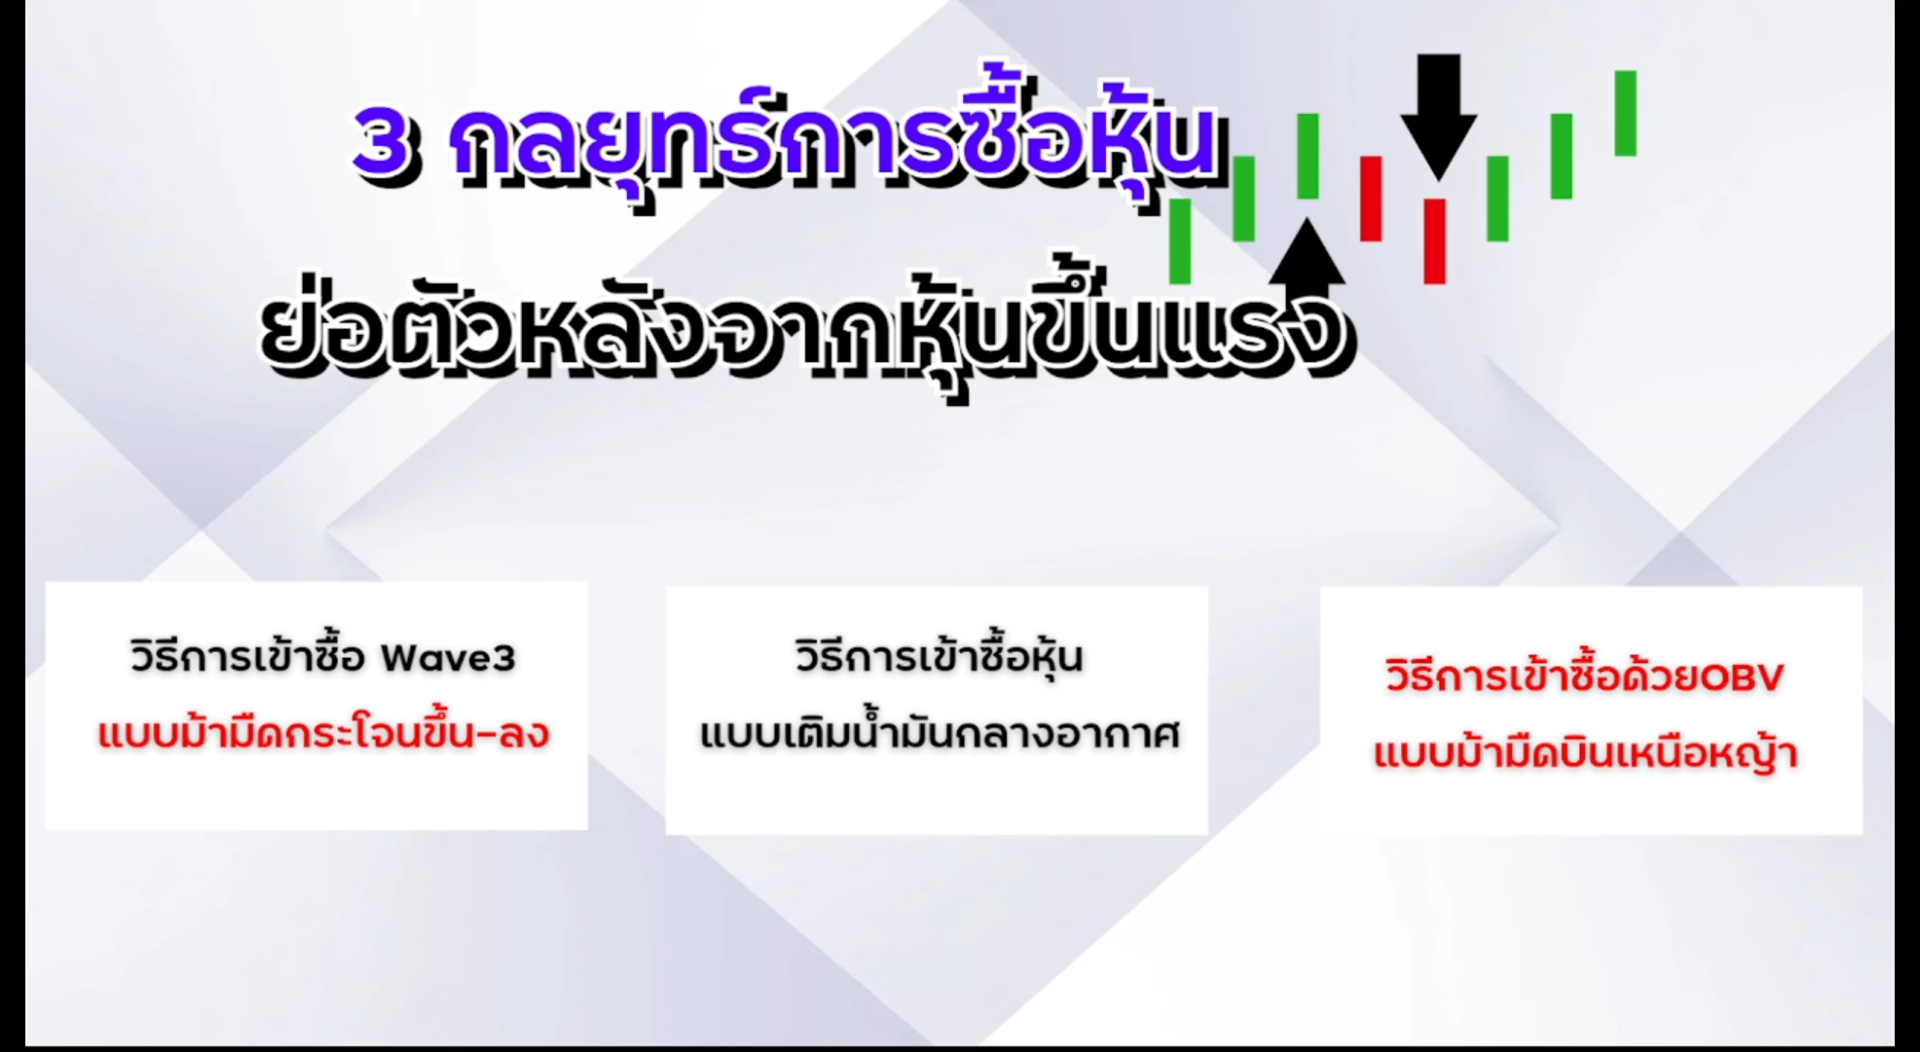 3 กลยุทธ์การซื้อหุ้น
ย่อตัวหลังจากหุ้นขึ้นแรง
วิธีการเข้าซื้อ Wave3
แบบม้ามืดกระโจนขึ้น-ลง
วิธีการเข้าซื้อหุ้น
แบบเติมน้ำมันกลางอากาศ
วิธีการเข้าซื้อด้วยOBV
แบบม้ามืดบินเหนือหญ้า